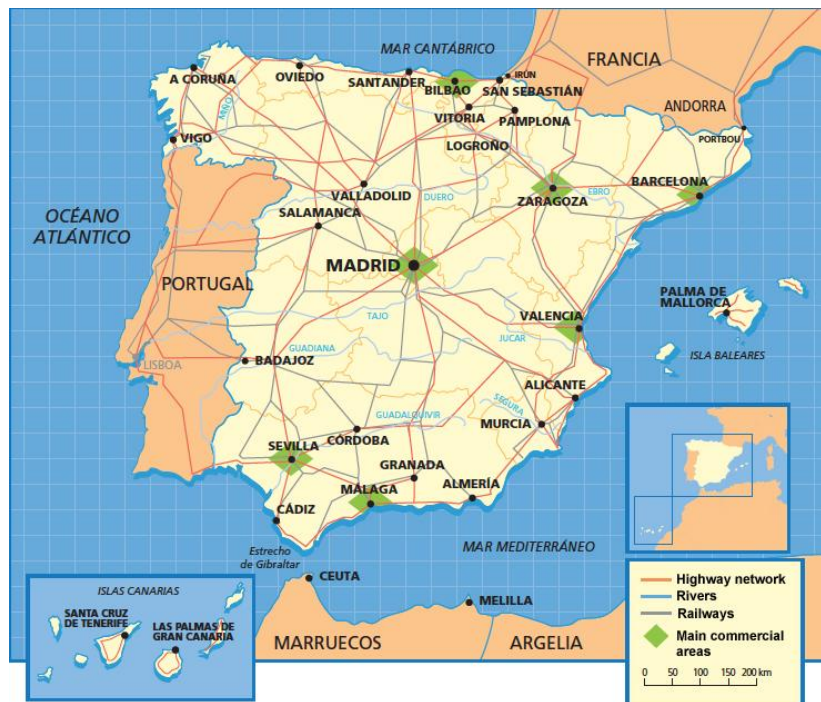 MAR CANTÁBRICO
FRANCIA
A CORUÑA
OVIEDO
SANTANDER
BILBAO
IRÚN
SAN SEBASTIÁN
VITORIA
PAMPLONA
ANDORRA
MIÑO
VIGO
LOGROÑO
PORTBOU
VALLADOLID
DUERO
ZARAGOZA
EBRO
BARCELONA
OCÉANO
ATLÁNTICO
SALAMANCA
MADRID
PORTUGAL
PALMA DE
MALLORCA
TAJO
VALENCIA
JUCAR
ISLA BALEARES
LISBOA
BADAJOZ
GUADIANA
ALICANTE
SEGURA
GUADALQUIVIR
MURCIA
SEVILLA
CÓRDOBA
GRANADA
MÁLAGA
ALMERÍA
CÁDIZ
Estrecho
de Gibraltar
MAR MEDITERRÁNEO
CEUTA
MELILLA
MARRUECOS
ARGELIA
ISLAS CANARIAS
SANTA CRUZ
DE TENERIFE
LAS PALMAS DE
GRAN CANARIA
Highway network
Rivers
Railways
Main commercial
areas
0 50 100 150 200 km